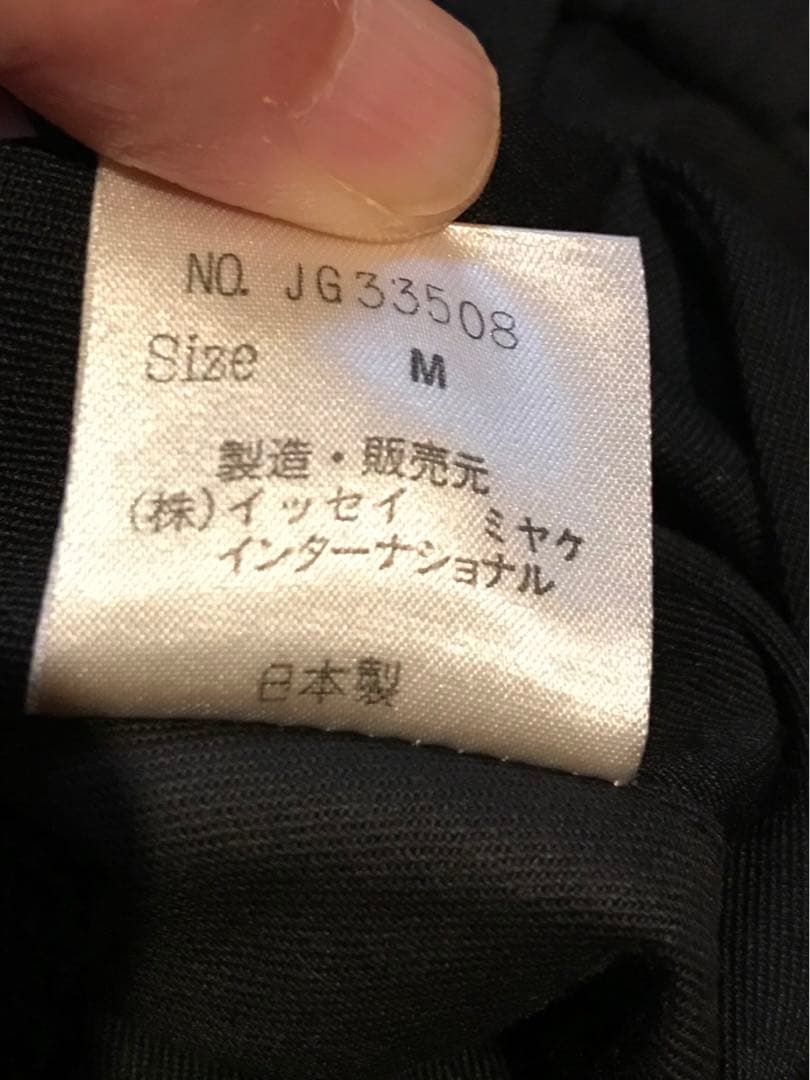 NO. JG33508
Size M
製造・販売元
(株)イッセイ ミヤケ
インターナショナル
日本製